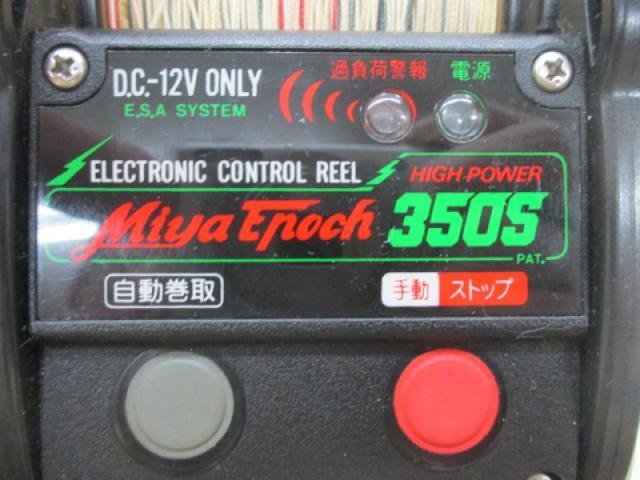 D.C.-12V ONLY
E.S.A SYSTEM
過負荷警報 電源
ELECTRONIC CONTROL REEL
HIGH-POWER
Miya Epoch 350S
PAT.
自動巻取
手動 ストップ